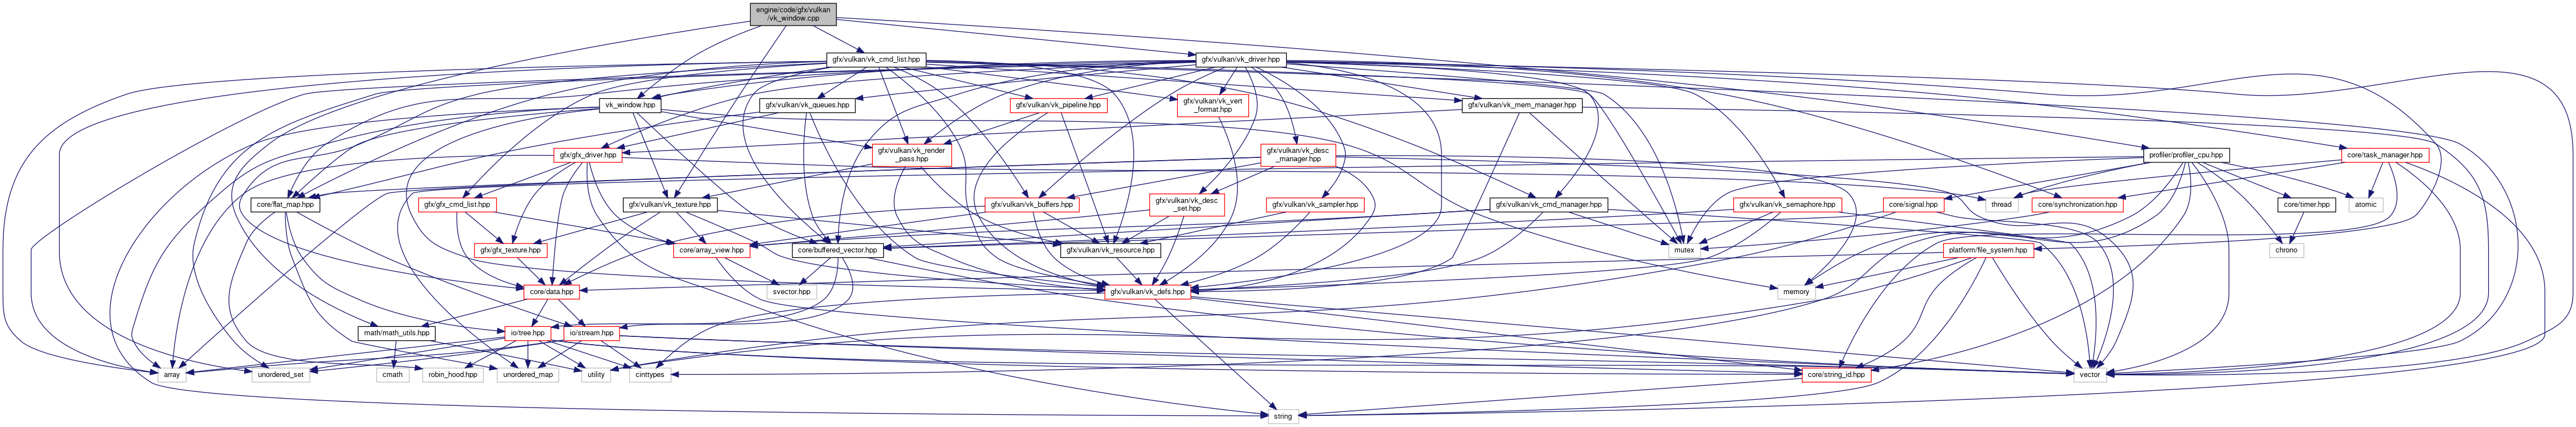 engine/code/gfx/vulkan
/vk_window.cpp
gfx/vulkan/vk_cmd_list.hpp
gfx/vulkan/vk_driver.hpp
vk_window.hpp
gfx/vulkan/vk_queues.hpp
gfx/vulkan/vk_pipeline.hpp
gfx/vulkan/vk_vert
_format.hpp
gfx/vulkan/vk_mem_manager.hpp
gfx/gfx_driver.hpp
gfx/vulkan/vk_render
_pass.hpp
gfx/vulkan/vk_desc
_manager.hpp
profiler/profiler_cpu.hpp
core/task_manager.hpp
core/flat_map.hpp
gfx/gfx_cmd_list.hpp
gfx/vulkan/vk_texture.hpp
gfx/vulkan/vk_buffers.hpp
gfx/vulkan/vk_desc
_set.hpp
gfx/vulkan/vk_sampler.hpp
gfx/vulkan/vk_cmd_manager.hpp
gfx/vulkan/vk_semaphore.hpp
core/signal.hpp
thread
core/synchronization.hpp
core/timer.hpp
atomic
gfx/gfx_texture.hpp
core/array_view.hpp
core/buffered_vector.hpp
gfx/vulkan/vk_resource.hpp
mutex
platform/file_system.hpp
chrono
core/data.hpp
svector.hpp
gfx/vulkan/vk_defs.hpp
memory
math/math_utils.hpp
io/tree.hpp
io/stream.hpp
array
unordered_set
cmath
robin_hood.hpp
unordered_map
utility
cinttypes
core/string_id.hpp
vector
string